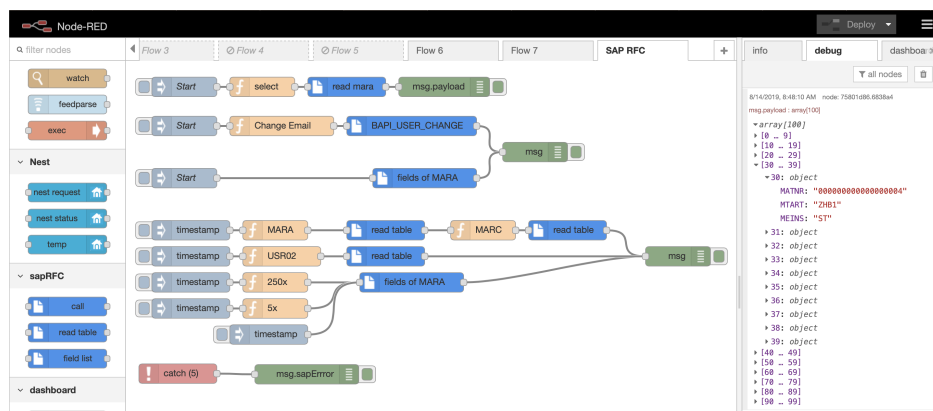 Node-RED
Deploy
filter nodes
Flow 3
Flow 4
Flow 5
Flow 6
Flow 7
SAP RFC
+
info
debug
dashboa
watch
feedparse
exec
Nest
nest request
nest status
temp
sapRFC
call
read table
field list
dashboard
Start
select
read mara
msg.payload
Start
Change Email
BAPI_USER_CHANGE
msg
Start
fields of MARA
timestamp
MARA
read table
MARC
read table
timestamp
USR02
read table
msg
timestamp
250x
fields of MARA
timestamp
5x
timestamp
catch (5)
msg.sapErrror
all nodes
8/14/2019, 8:48:10 AM node: 75801d86.6838a4
msg.payload : array[100]
array[100]
[0 … 9]
[10 … 19]
[20 … 29]
[30 … 39]
30: object
MATNR: "000000000000000004"
MTART: "ZHB1"
MEINS: "ST"
31: object
32: object
33: object
34: object
35: object
36: object
37: object
38: object
39: object
[40 … 49]
[50 … 59]
[60 … 69]
[70 … 79]
[80 … 89]
[90 … 99]